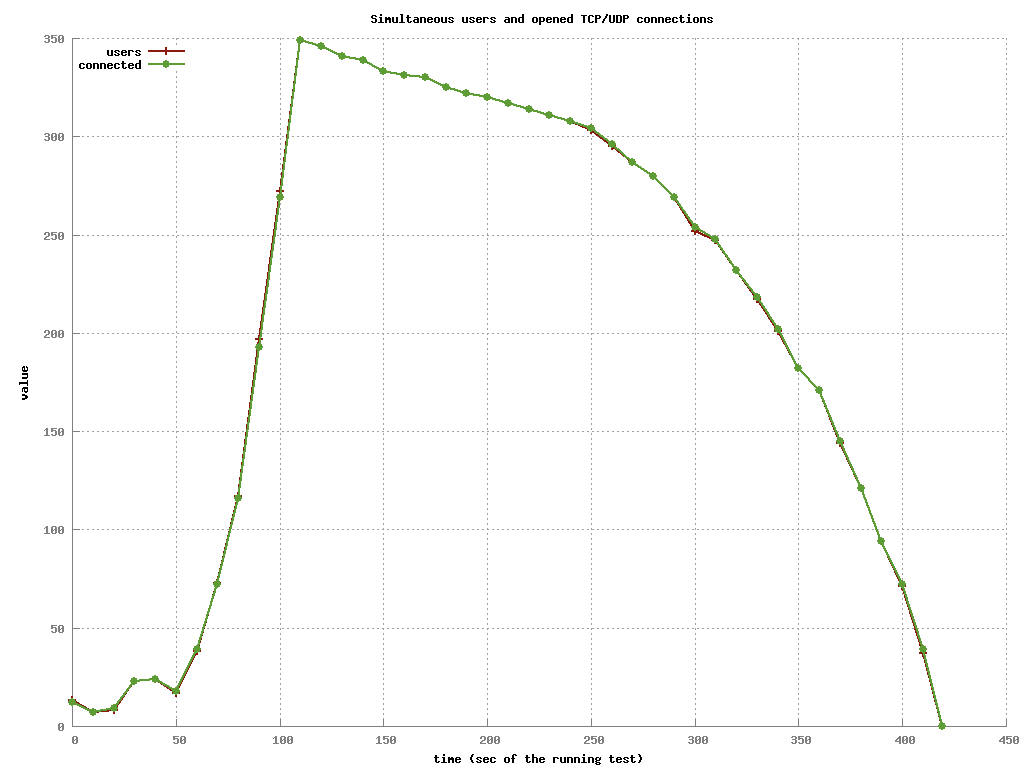 Simultaneous users and opened TCP/UDP connections
350
users
connected
300
250
200
value
150
100
50
0
0 50 100 150 200 250 300 350 400 450
time (sec of the running test)